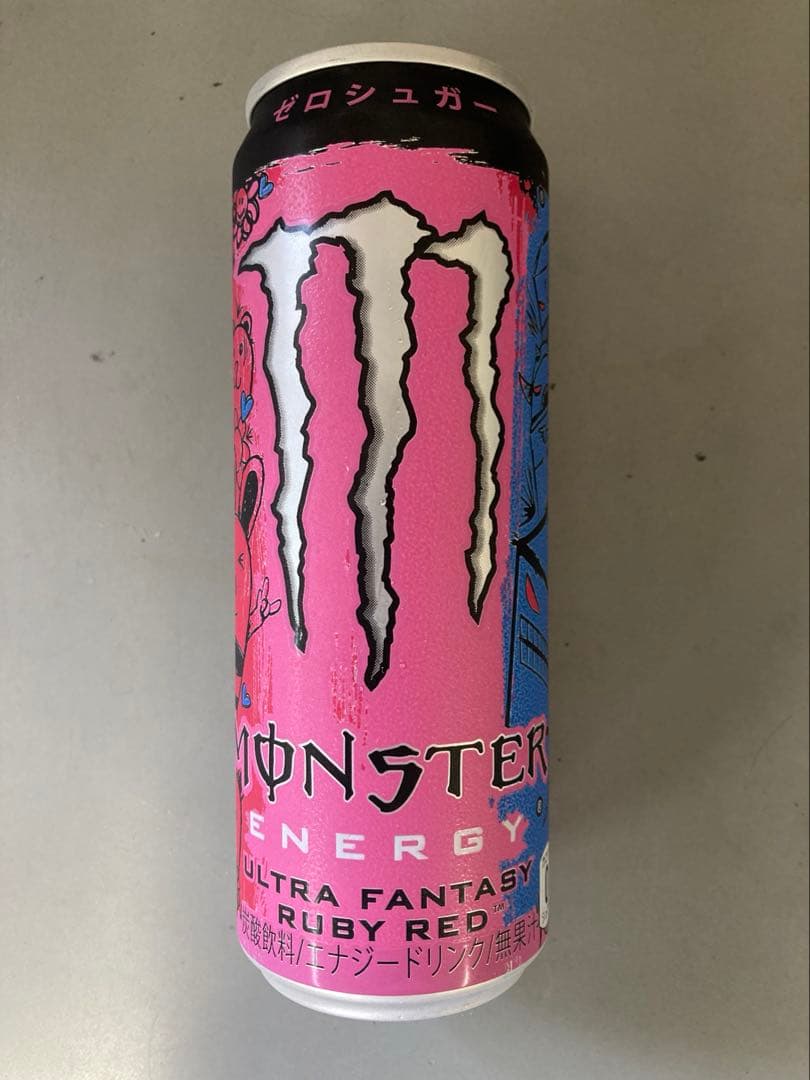 ゼロシュガー
MONSTER
ENERGY
ULTRA FANTASY
RUBY RED™
炭酸飲料/エナジードリンク/無果汁